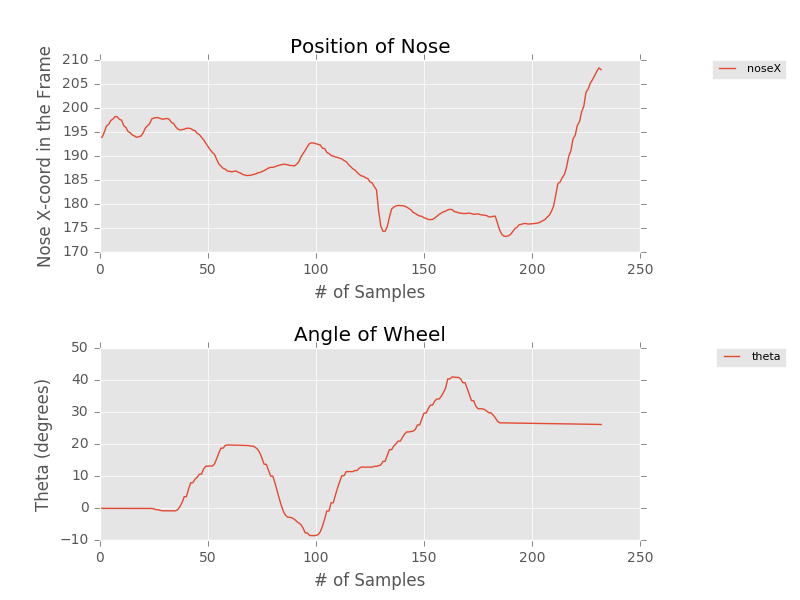 Position of Nose
noseX
Nose X-coord in the Frame
210
205
200
195
190
185
180
175
170
0 50 100 150 200 250
# of Samples
Angle of Wheel
theta
Theta (degrees)
50
40
30
20
10
0
−10
0 50 100 150 200 250
# of Samples